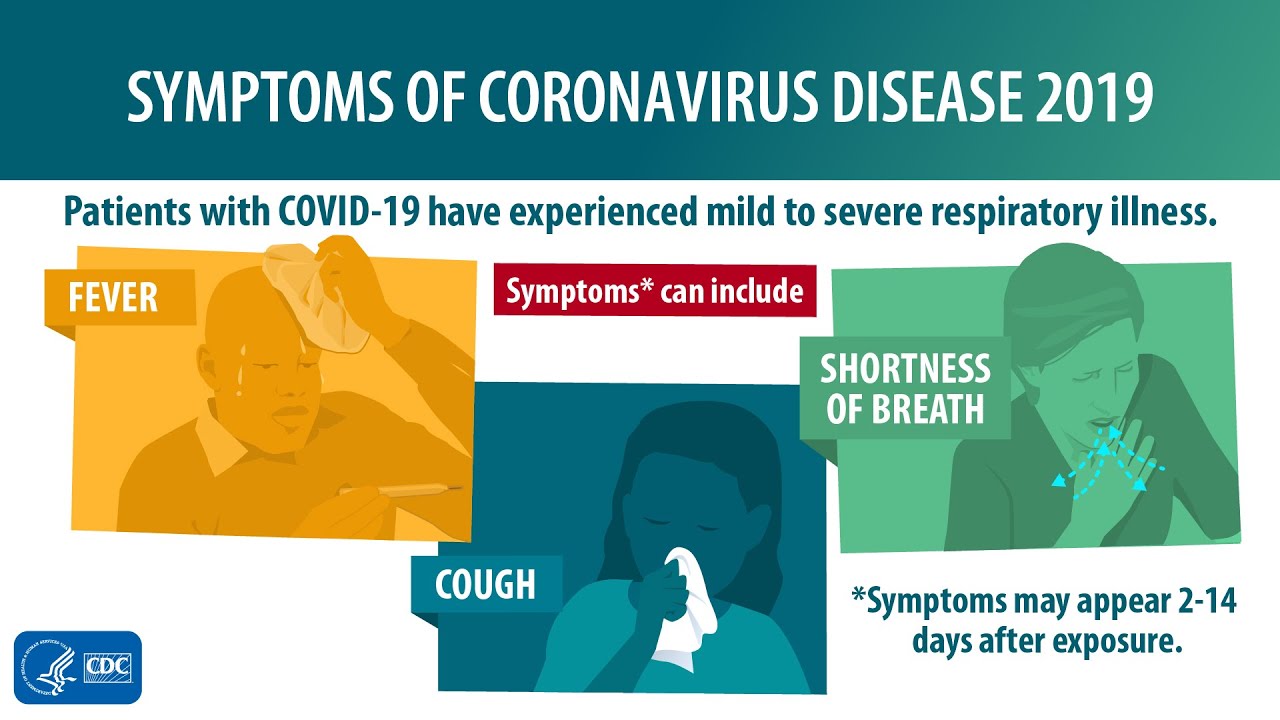 SYMPTOMS OF CORONAVIRUS DISEASE 2019
Patients with COVID-19 have experienced mild to severe respiratory illness.
FEVER
Symptoms* can include
SHORTNESS
OF BREATH
COUGH
*Symptoms may appear 2-14
days after exposure.
CDC